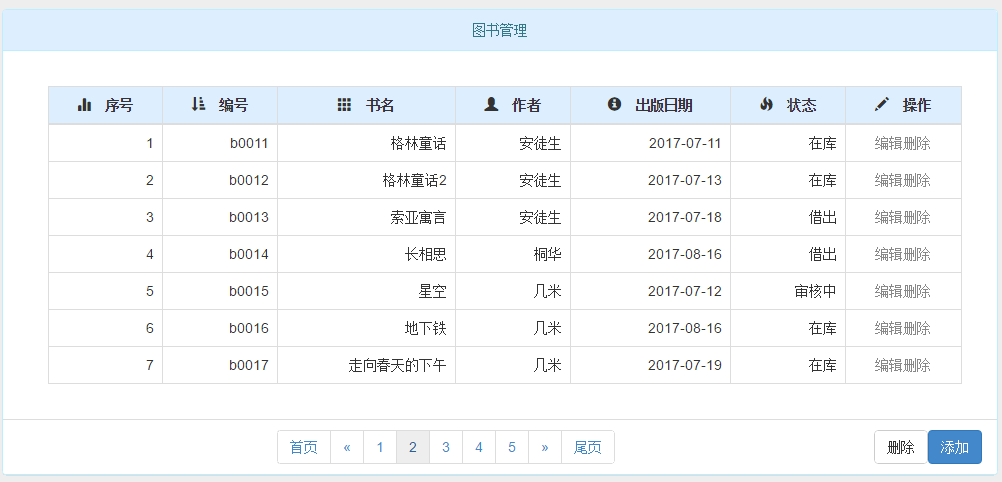 图书管理
序号 编号 书名 作者 出版日期 状态 操作
1 b0011 格林童话 安徒生 2017-07-11 在库 编辑删除
2 b0012 格林童话2 安徒生 2017-07-13 在库 编辑删除
3 b0013 索亚寓言 安徒生 2017-07-18 借出 编辑删除
4 b0014 长相思 桐华 2017-08-16 借出 编辑删除
5 b0015 星空 几米 2017-07-12 审核中 编辑删除
6 b0016 地下铁 几米 2017-08-16 在库 编辑删除
7 b0017 走向春天的下午 几米 2017-07-19 在库 编辑删除
首页 « 1 2 3 4 5 » 尾页 删除 添加